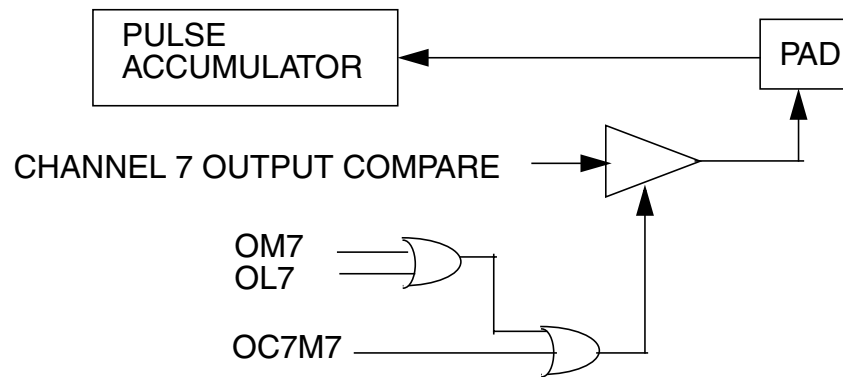 PULSE
ACCUMULATOR
PAD
CHANNEL 7 OUTPUT COMPARE
OM7
OL7
OC7M7